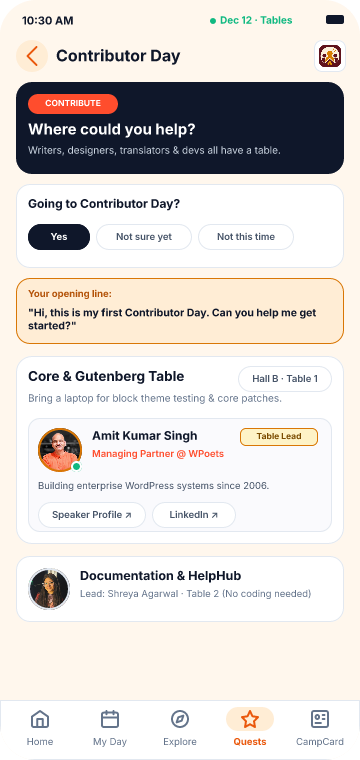 10:30 AM
Dec 12 · Tables
Contributor Day
CONTRIBUTE
Where could you help?
Writers, designers, translators & devs all have a table.
Going to Contributor Day?
Yes
Not sure yet
Not this time
Your opening line:
"Hi, this is my first Contributor Day. Can you help me get
started?"
Core & Gutenberg Table
Hall B · Table 1
Bring a laptop for block theme testing & core patches.
Amit Kumar Singh
Table Lead
Managing Partner @ WPoets
Building enterprise WordPress systems since 2006.
Speaker Profile ↗
LinkedIn ↗
Documentation & HelpHub
Lead: Shreya Agarwal · Table 2 (No coding needed)
Home
My Day
Explore
Quests
CampCard